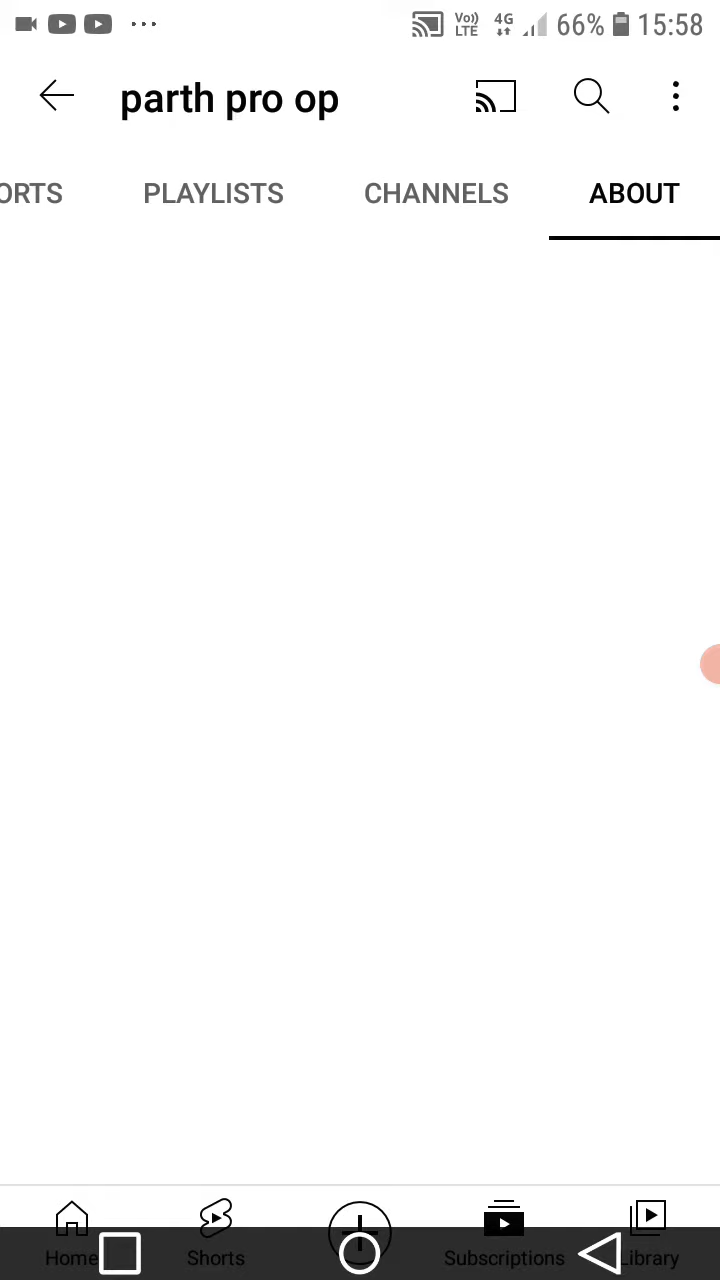 Vo)) LTE 4G 66% 15:58
parth pro op
ORTS PLAYLISTS CHANNELS ABOUT
Home Shorts Subscriptions Library